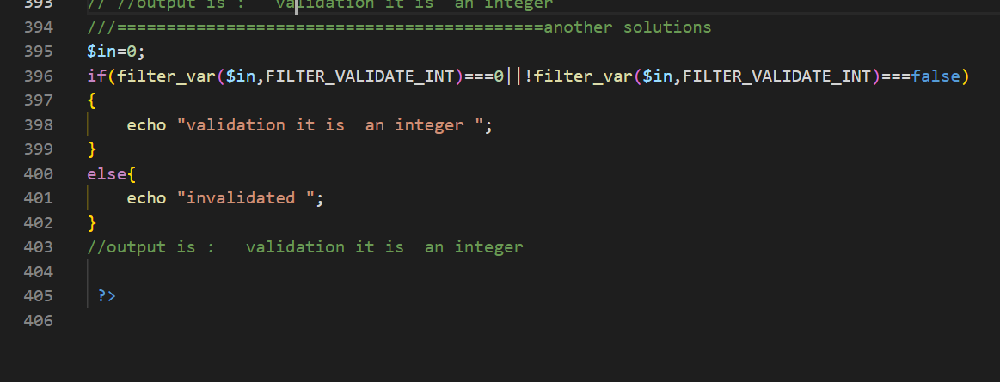 393 // //output is :   validation it is  an integer
394 ///============================================another solutions
395 $in=0;
396 if(filter_var($in,FILTER_VALIDATE_INT)===0||!filter_var($in,FILTER_VALIDATE_INT)===false)
397 {
398     echo "validation it is  an integer ";
399 }
400 else{
401     echo "invalidated ";
402 }
403 //output is :   validation it is  an integer
404
405  ?>
406